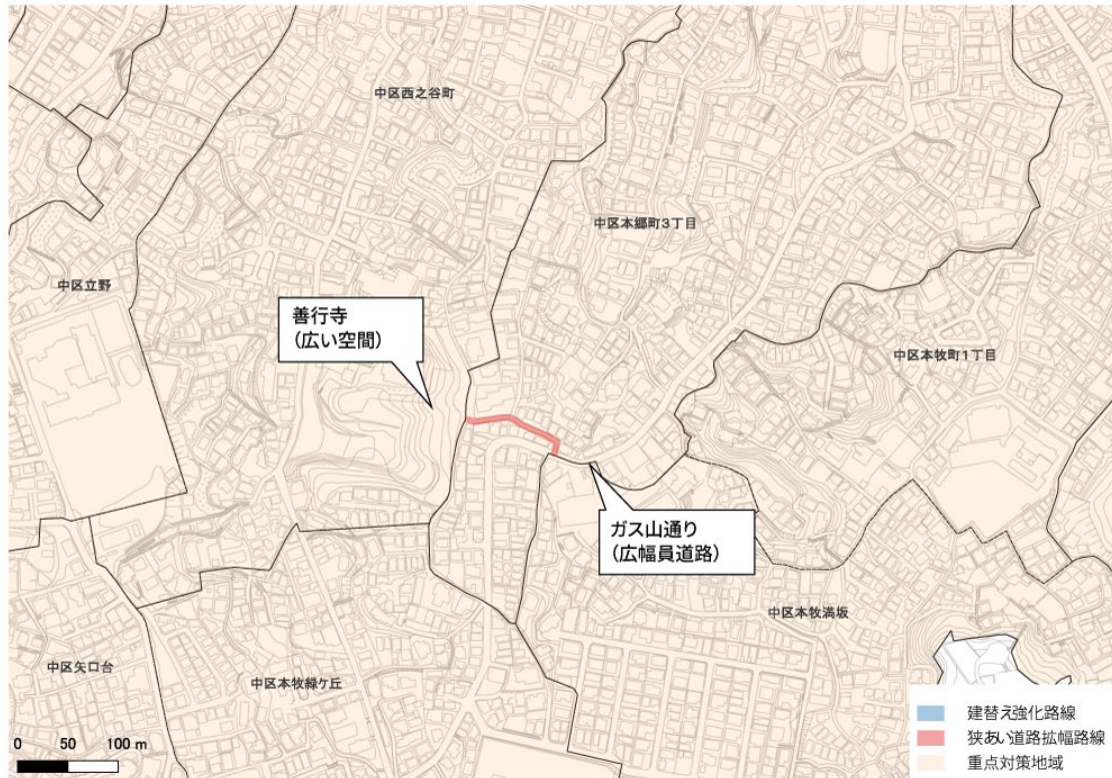 中区西之谷町
中区本郷町3丁目
中区立野
善行寺
(広い空間)
中区本牧町1丁目
ガス山通り
(広幅員道路)
中区本牧満坂
中区矢口台
中区本牧緑ケ丘
0 50 100 m
建替え強化路線
狭あい道路拡幅路線
重点対策地域